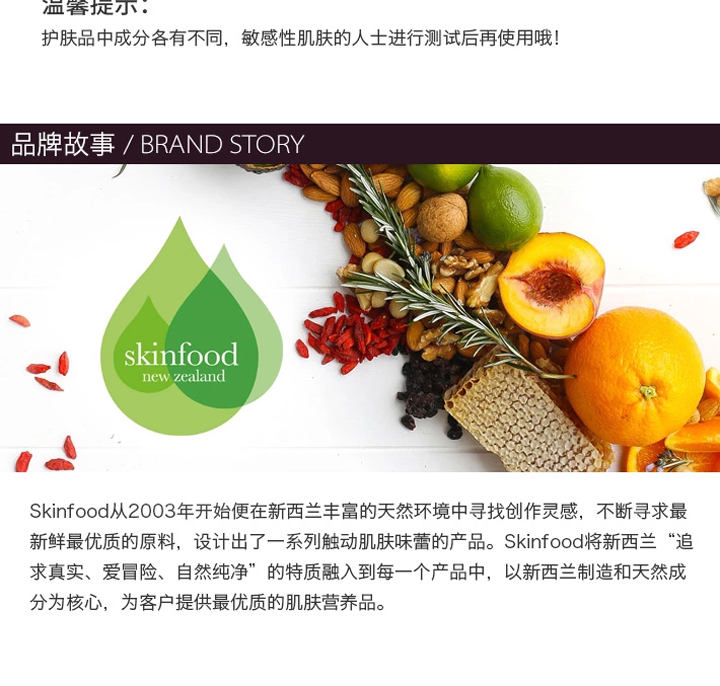 温馨提示：
护肤品中成分各有不同，敏感性肌肤的人士进行测试后再使用哦！
品牌故事 / BRAND STORY
skinfood
new zealand
Skinfood从2003年开始便在新西兰丰富的天然环境中寻找创作灵感，不断寻求最
新鲜最优质的原料，设计出了一系列触动肌肤味蕾的产品。Skinfood将新西兰“追
求真实、爱冒险、自然纯净”的特质融入到每一个产品中，以新西兰制造和天然成
分为核心，为客户提供最优质的肌肤营养品。